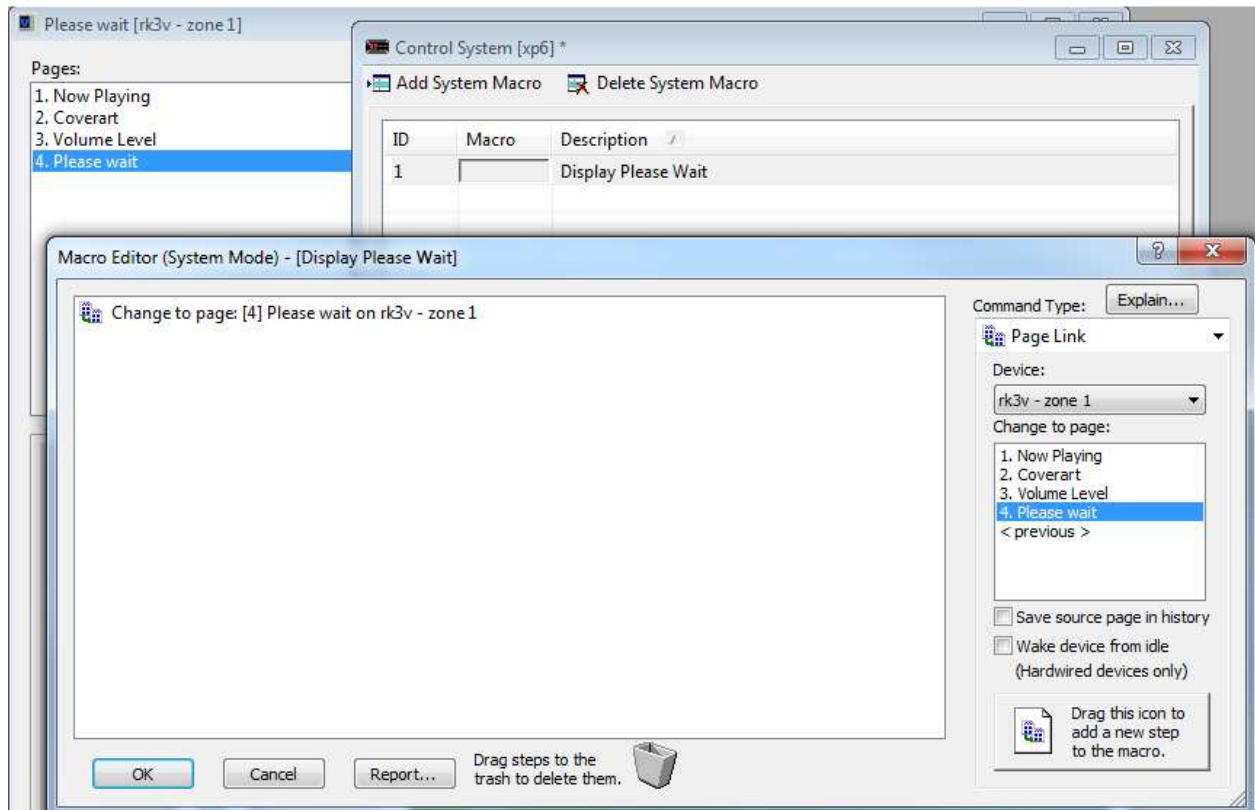 Please wait [rk3v - zone 1]
Pages:
1. Now Playing
2. Coverart
3. Volume Level
4. Please wait
Control System [xp6] *
Add System Macro Delete System Macro
ID Macro Description
1 Display Please Wait
Macro Editor (System Mode) - [Display Please Wait]
Change to page: [4] Please wait on rk3v - zone 1
Command Type: Explain...
Page Link
Device:
rk3v - zone 1
Change to page:
1. Now Playing
2. Coverart
3. Volume Level
4. Please wait
< previous >
Save source page in history
Wake device from idle
(Hardwired devices only)
Drag this icon to
add a new step
to the macro.
OK Cancel Report...
Drag steps to the
trash to delete them.